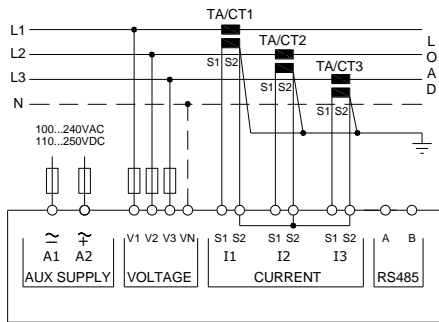 TA/CT1
L1
L2
TA/CT2
L3
S1 S2
TA/CT3
N
S1 S2
S1 S2
LOAD
100...240VAC
110...250VDC
V1 V2 V3 VN S1 S2 S1 S2 S1 S2 A B
A1 A2 I1 I2 I3
AUX SUPPLY VOLTAGE CURRENT RS485